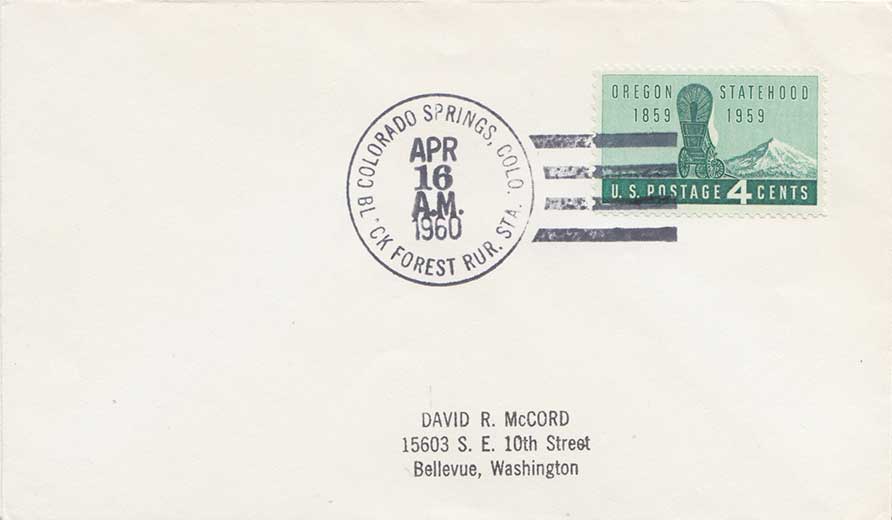 COLORADO SPRINGS, COLO.
APR
16
A.M.
1960
BL CK FOREST RUR. STA.
OREGON STATEHOOD
1859 1959
U.S. POSTAGE 4 CENTS
DAVID R. McCORD
15603 S. E. 10th Street
Bellevue, Washington